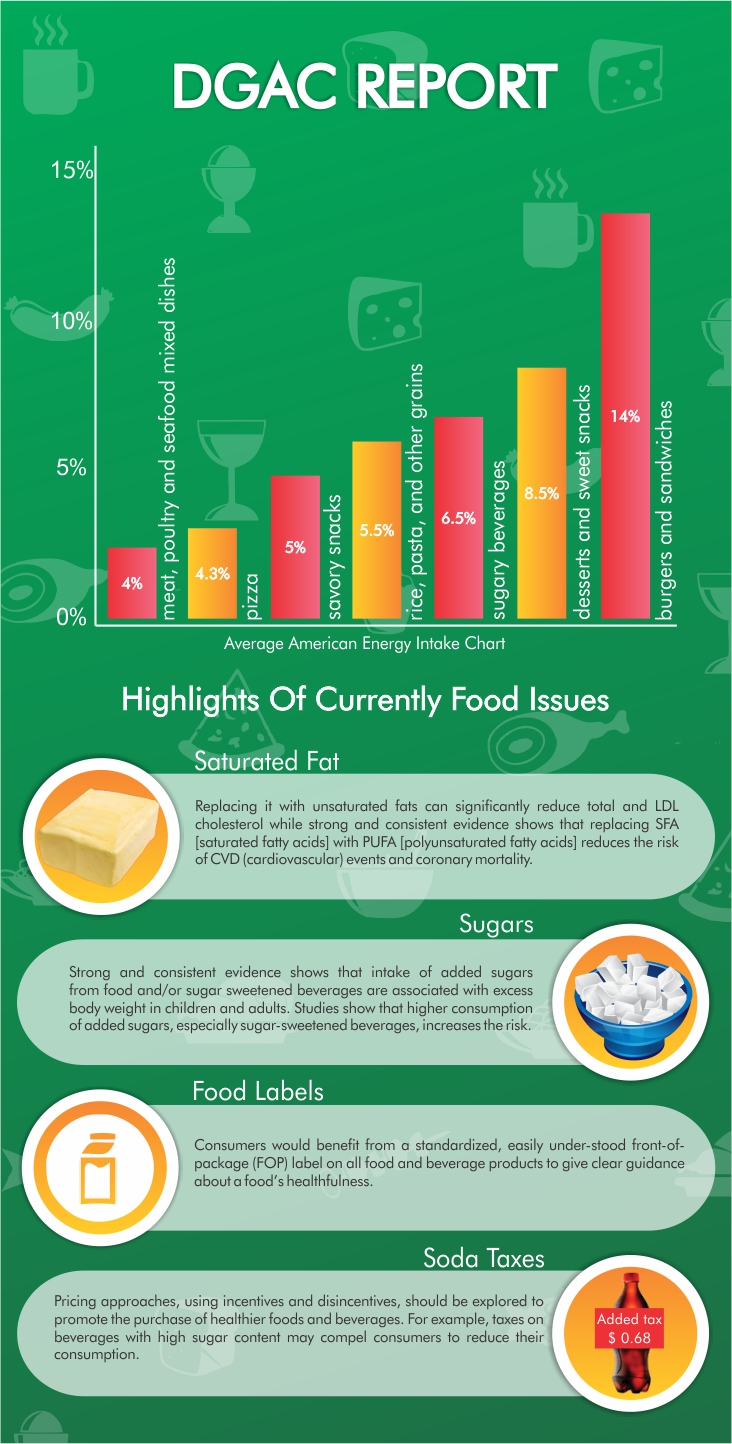 DGAC REPORT
15%
10%
5%
0%
4%
meat, poultry and seafood mixed dishes
4.3%
pizza
5%
savory snacks
5.5%
rice, pasta, and other grains
6.5%
sugary beverages
8.5%
desserts and sweet snacks
14%
burgers and sandwiches
Average American Energy Intake Chart
Highlights Of Currently Food Issues
Saturated Fat
Replacing it with unsaturated fats can significantly reduce total and LDL
cholesterol while strong and consistent evidence shows that replacing SFA
[saturated fatty acids] with PUFA [polyunsaturated fatty acids] reduces the risk
of CVD (cardiovascular) events and coronary mortality.
Sugars
Strong and consistent evidence shows that intake of added sugars
from food and/or sugar sweetened beverages are associated with excess
body weight in children and adults. Studies show that higher consumption
of added sugars, especially sugar-sweetened beverages, increases the risk.
Food Labels
Consumers would benefit from a standardized, easily under-stood front-of-
package (FOP) label on all food and beverage products to give clear guidance
about a food's healthfulness.
Soda Taxes
Pricing approaches, using incentives and disincentives, should be explored to
promote the purchase of healthier foods and beverages. For example, taxes on
beverages with high sugar content may compel consumers to reduce their
consumption.
Added tax
$ 0.68